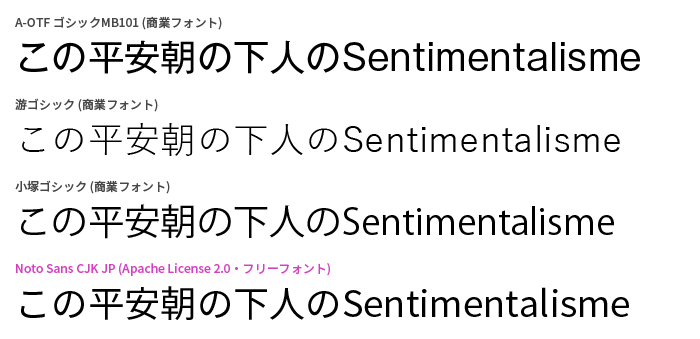 A-OTF ゴシックMB101 (商業フォント)
この平安朝の下人のSentimentalisme
游ゴシック (商業フォント)
この平安朝の下人のSentimentalisme
小塚ゴシック (商業フォント)
この平安朝の下人のSentimentalisme
Noto Sans CJK JP (Apache License 2.0・フリーフォント)
この平安朝の下人のSentimentalisme